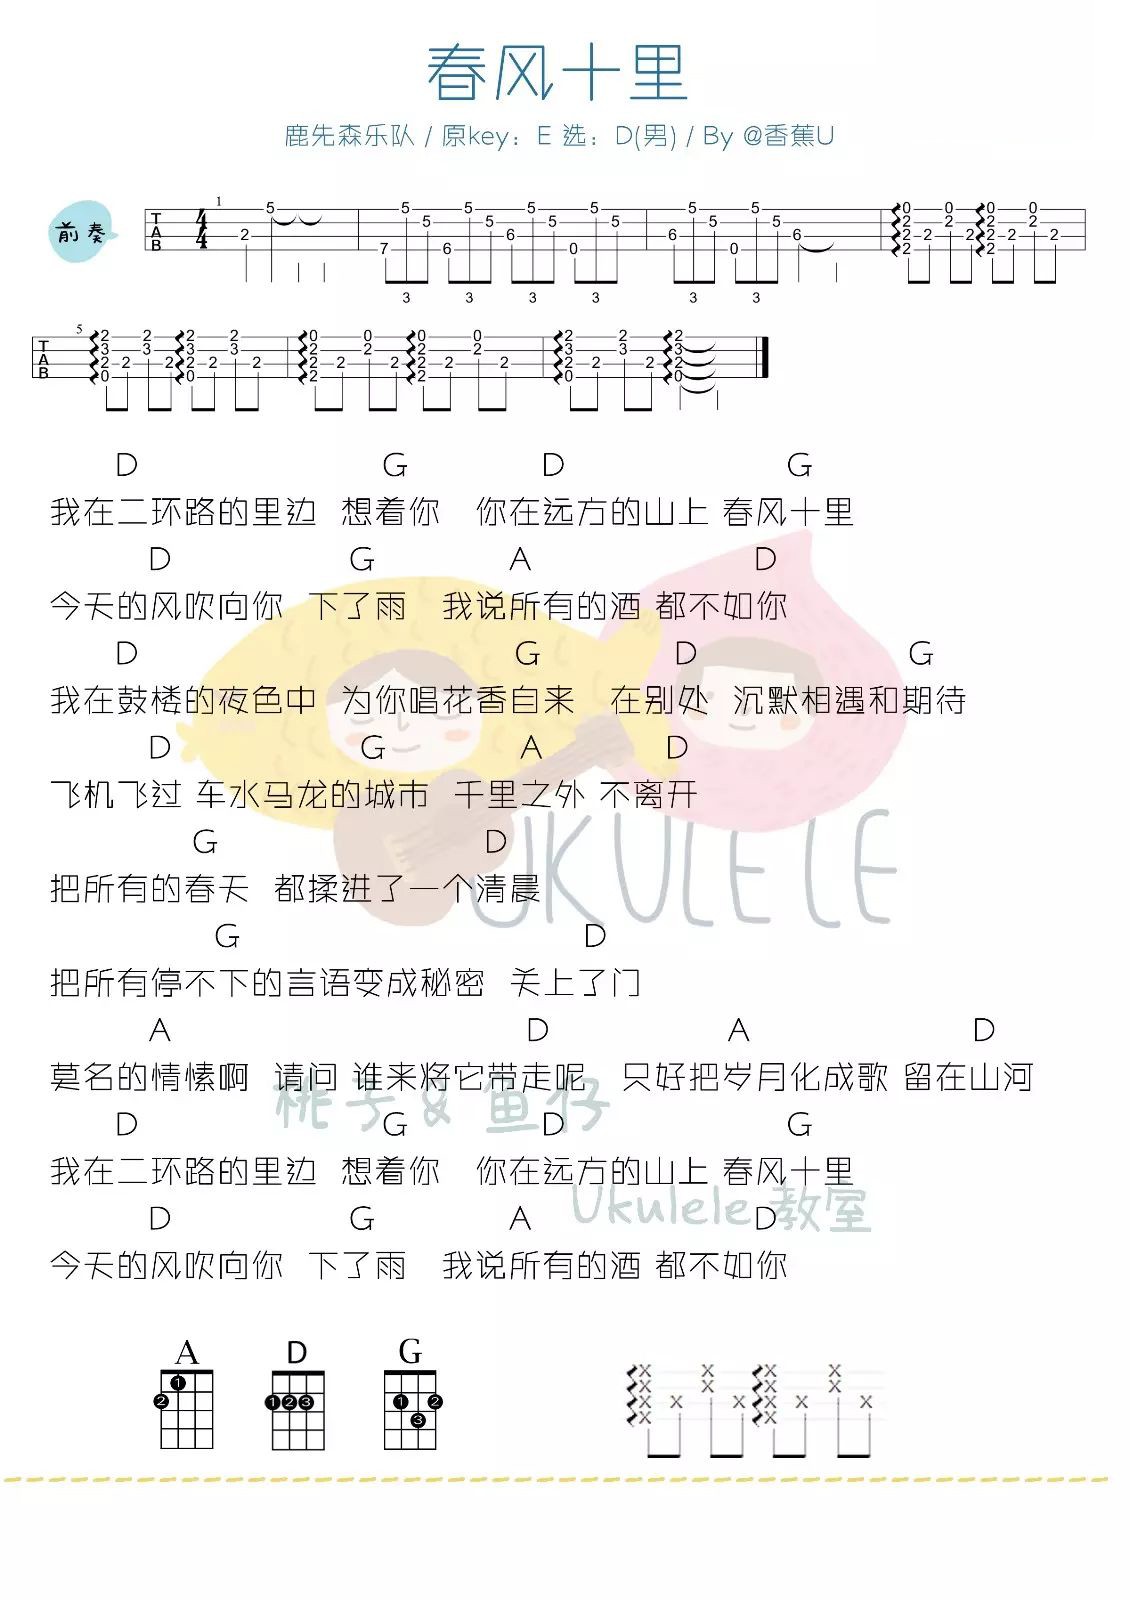 春风十里
鹿先森乐队 / 原key：E 选：D(男) / By @香蕉U
前奏
D G D G
我在二环路的里边 想着你 你在远方的山上 春风十里
D G A D
今天的风吹向你 下了雨 我说所有的酒 都不如你
D G D G
我在鼓楼的夜色中 为你唱花香自来 在别处 沉默相遇和期待
D G A D
飞机飞过 车水马龙的城市 千里之外 不离开
G D
把所有的春天 都揉进了一个清晨
G D
把所有停不下的言语变成秘密 关上了门
A D A D
莫名的情愫啊 请问 谁来将它带走呢 只好把岁月化成歌 留在山河
D G D G
我在二环路的里边 想着你 你在远方的山上 春风十里
D G A D
今天的风吹向你 下了雨 我说所有的酒 都不如你
A D G
UKULELE
桃子&鱼仔
Ukulele 教室